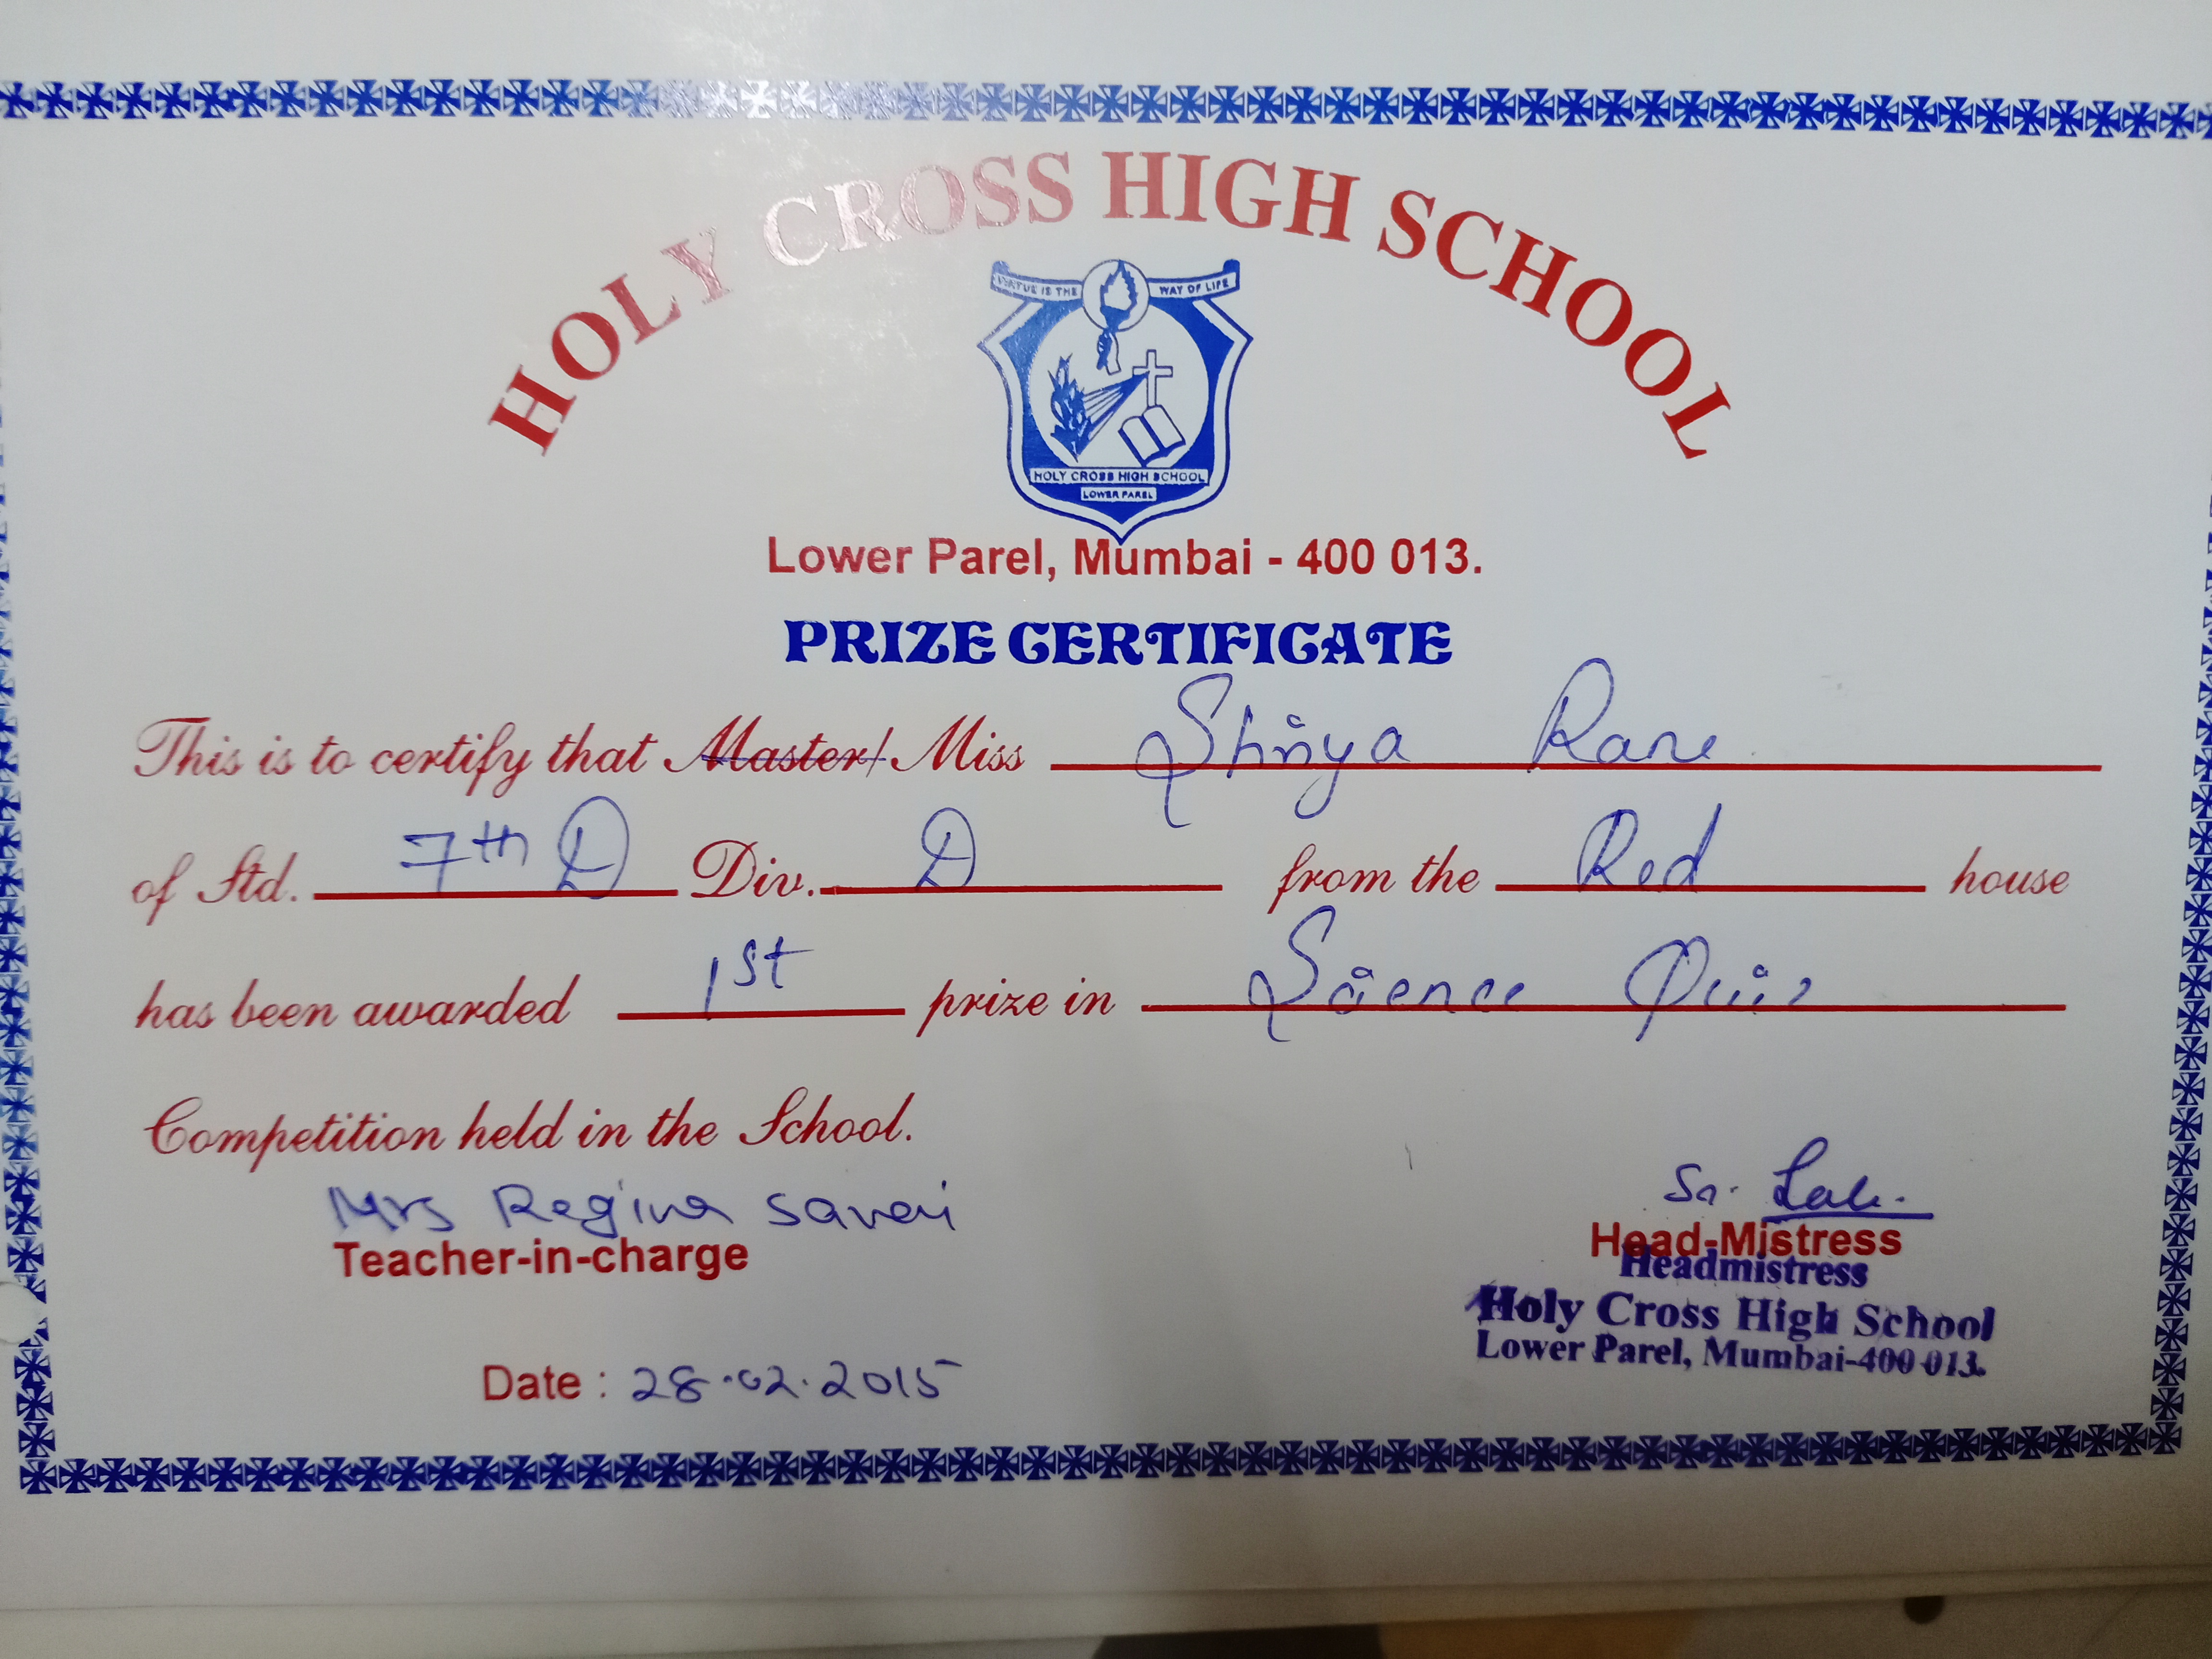 HOLY CROSS HIGH SCHOOL
VIRTUE IS THE WAY OF LIFE
HOLY CROSS HIGH SCHOOL
LOWER PAREL
Lower Parel, Mumbai - 400 013.
PRIZE CERTIFICATE
This is to certify that Master/ Miss Rane
of Std. 7th D Div. D from the Red house
has been awarded 1st prize in Science Quiz
Competition held in the School.
Mrs Regina Saveri
Teacher-in-charge
Sr.
Head-Mistress
Headmistress
Holy Cross High School
Lower Parel, Mumbai-400 013.
Date : 28.02.2015